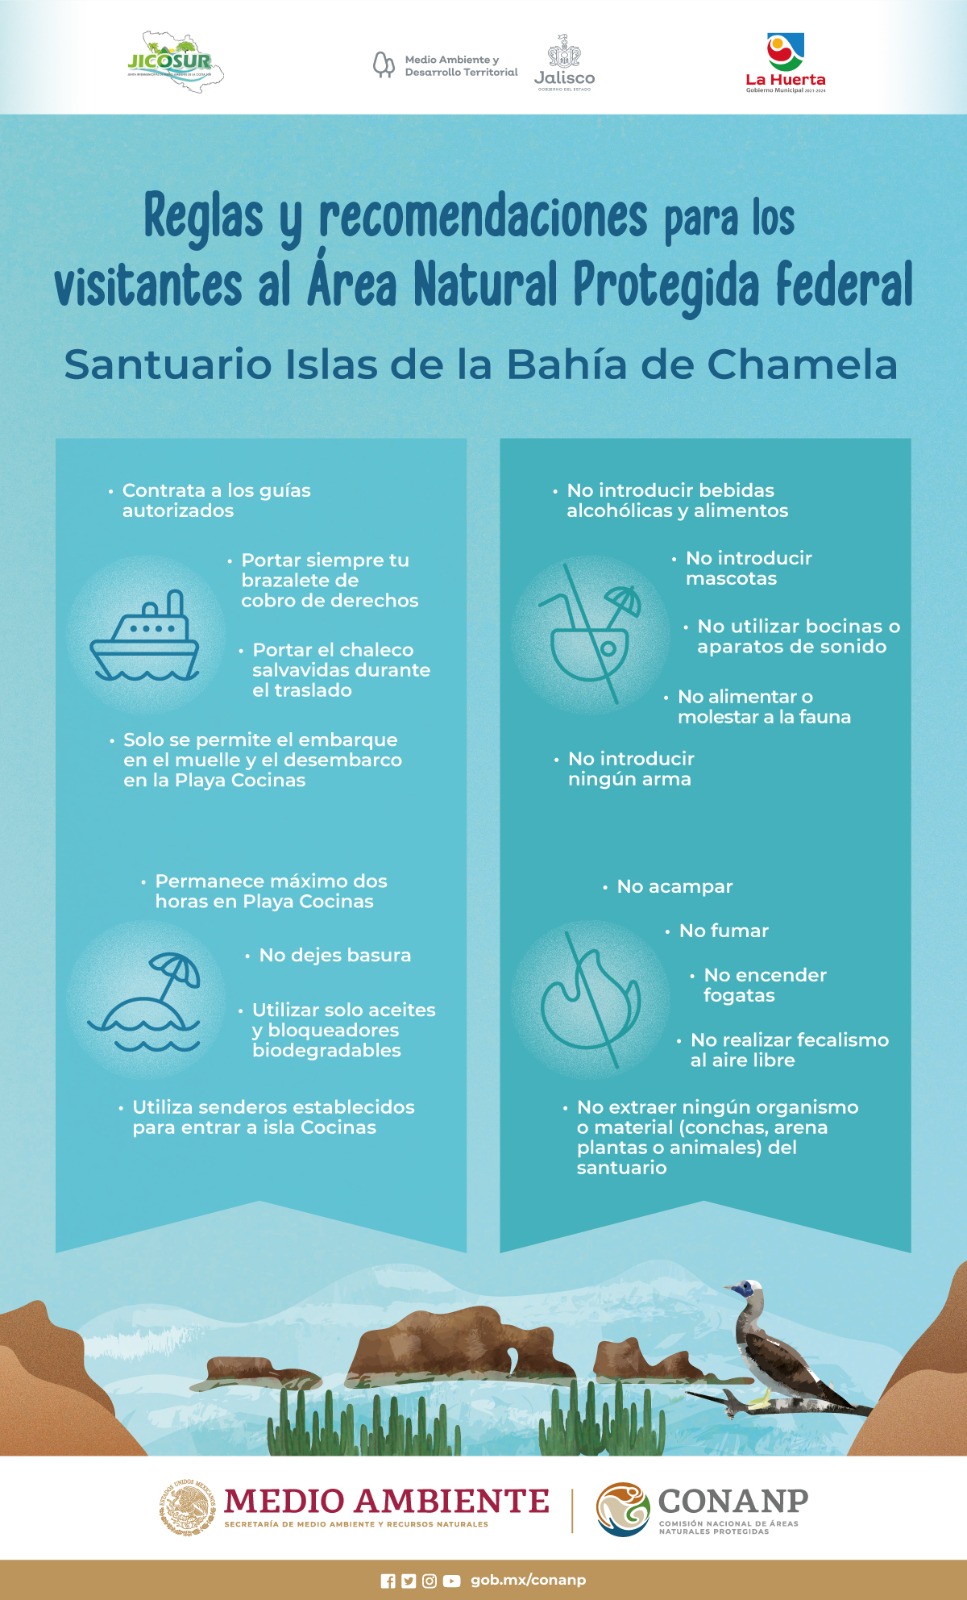 JICOSUR
Medio Ambiente y
Desarrollo Territorial
Jalisco
GOBIERNO DEL ESTADO
La Huerta
Gobierno Municipal 2021-2024
Reglas y recomendaciones para los
visitantes al Área Natural Protegida Federal
Santuario Islas de la Bahía de Chamela
• Contrata a los guías
autorizados
• Portar siempre tu
brazalete de
cobro de derechos
• Portar el chaleco
salvavidas durante
el traslado
• Solo se permite el embarque
en el muelle y el desembarco
en la Playa Cocinas
• Permanece máximo dos
horas en Playa Cocinas
• No dejes basura
• Utilizar solo aceites
y bloqueadores
biodegradables
• Utiliza senderos establecidos
para entrar a isla Cocinas
• No introducir bebidas
alcohólicas y alimentos
• No introducir
mascotas
• No utilizar bocinas o
aparatos de sonido
• No alimentar o
molestar a la fauna
• No introducir
ningún arma
• No acampar
• No fumar
• No encender
fogatas
• No realizar fecalismo
al aire libre
• No extraer ningún organismo
o material (conchas, arena
plantas o animales) del
santuario
ESTADOS UNIDOS MEXICANOS
MEDIO AMBIENTE
SECRETARÍA DE MEDIO AMBIENTE Y RECURSOS NATURALES
CONANP
COMISIÓN NACIONAL DE ÁREAS
NATURALES PROTEGIDAS
gob.mx/conanp